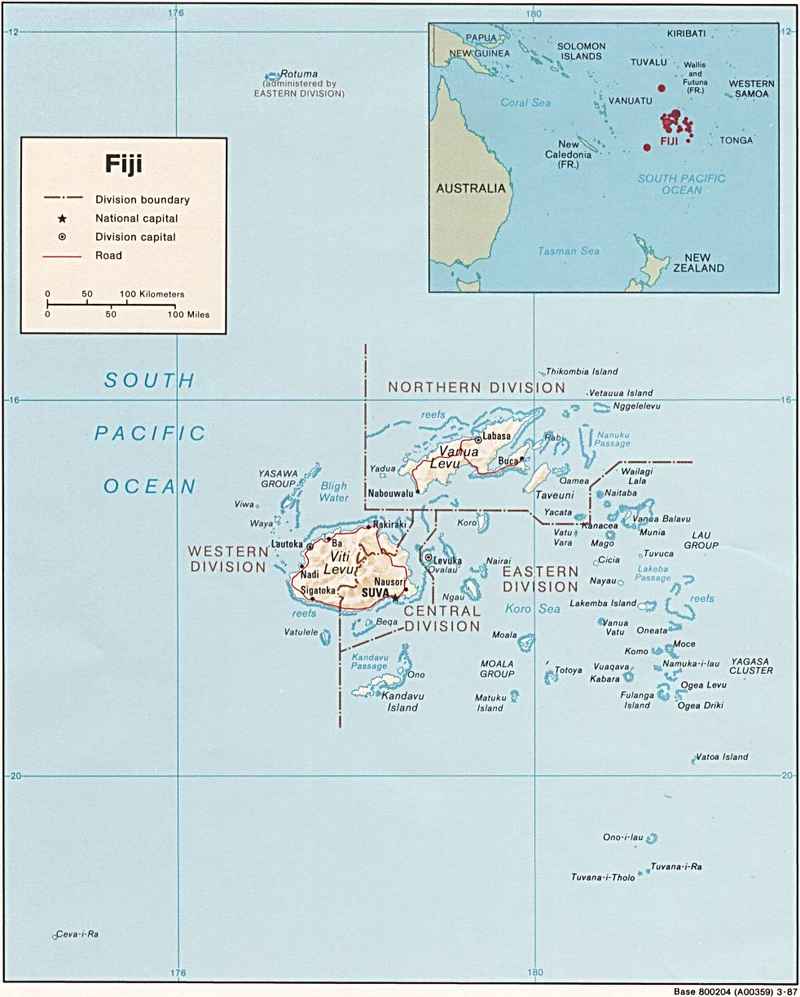 176
180
12
12
Rotuma
(administered by
EASTERN DIVISION)
PAPUA
NEW GUINEA
SOLOMON
ISLANDS
KIRIBATI
TUVALU
Wallis
and
Futuna
(FR.)
WESTERN
SAMOA
Coral Sea
VANUATU
FIJI
TONGA
New
Caledonia
(FR.)
AUSTRALIA
SOUTH PACIFIC
OCEAN
Tasman Sea
NEW
ZEALAND
Fiji
Division boundary
National capital
Division capital
Road
0 50 100 Kilometers
0 50 100 Miles
SOUTH
PACIFIC
OCEAN
16
16
NORTHERN DIVISION
Thikombia Island
Vetauua Island
Nggelelevu
reefs
Labasa
Rabi
Nanuku
Passage
Vanua
Levu
Buca
Yadua
Nabouwalu
Taveuni
Qamea
Wailagi
Lala
Naitaba
Yacata
Kanacea
Vanua Balavu
Vatu
Vara
Mago
Munia
LAU
GROUP
YASAWA
GROUP
Bligh
Water
Viwa
Waya
Rakiraki
Koro
Lautoka
Ba
WESTERN
DIVISION
Viti
Levu
Levuka
Ovalau
Nairai
EASTERN
DIVISION
Cicia
Tuvuca
Lakeba
Passage
Nadi
Nausori
Nayau
Sigatoka
SUVA
Ngau
CENTRAL
DIVISION
Koro Sea
Lakemba Island
reefs
reefs
Beqa
Vatulele
Vanua
Vatu
Oneata
Moala
Moce
Komo
Kandavu
Passage
Ono
MOALA
GROUP
Totoya
Vuaqava
Kabara
Namuka-i-lau
YAGASA
CLUSTER
Ogea Levu
Kandavu
Island
Matuku
Island
Fulanga
Island
Ogea Driki
Vatoa Island
20
20
Ono-i-lau
Tuvana-i-Ra
Tuvana-i-Tholo
Ceva-i-Ra
176
180
Base 800204 (A00359) 3-87